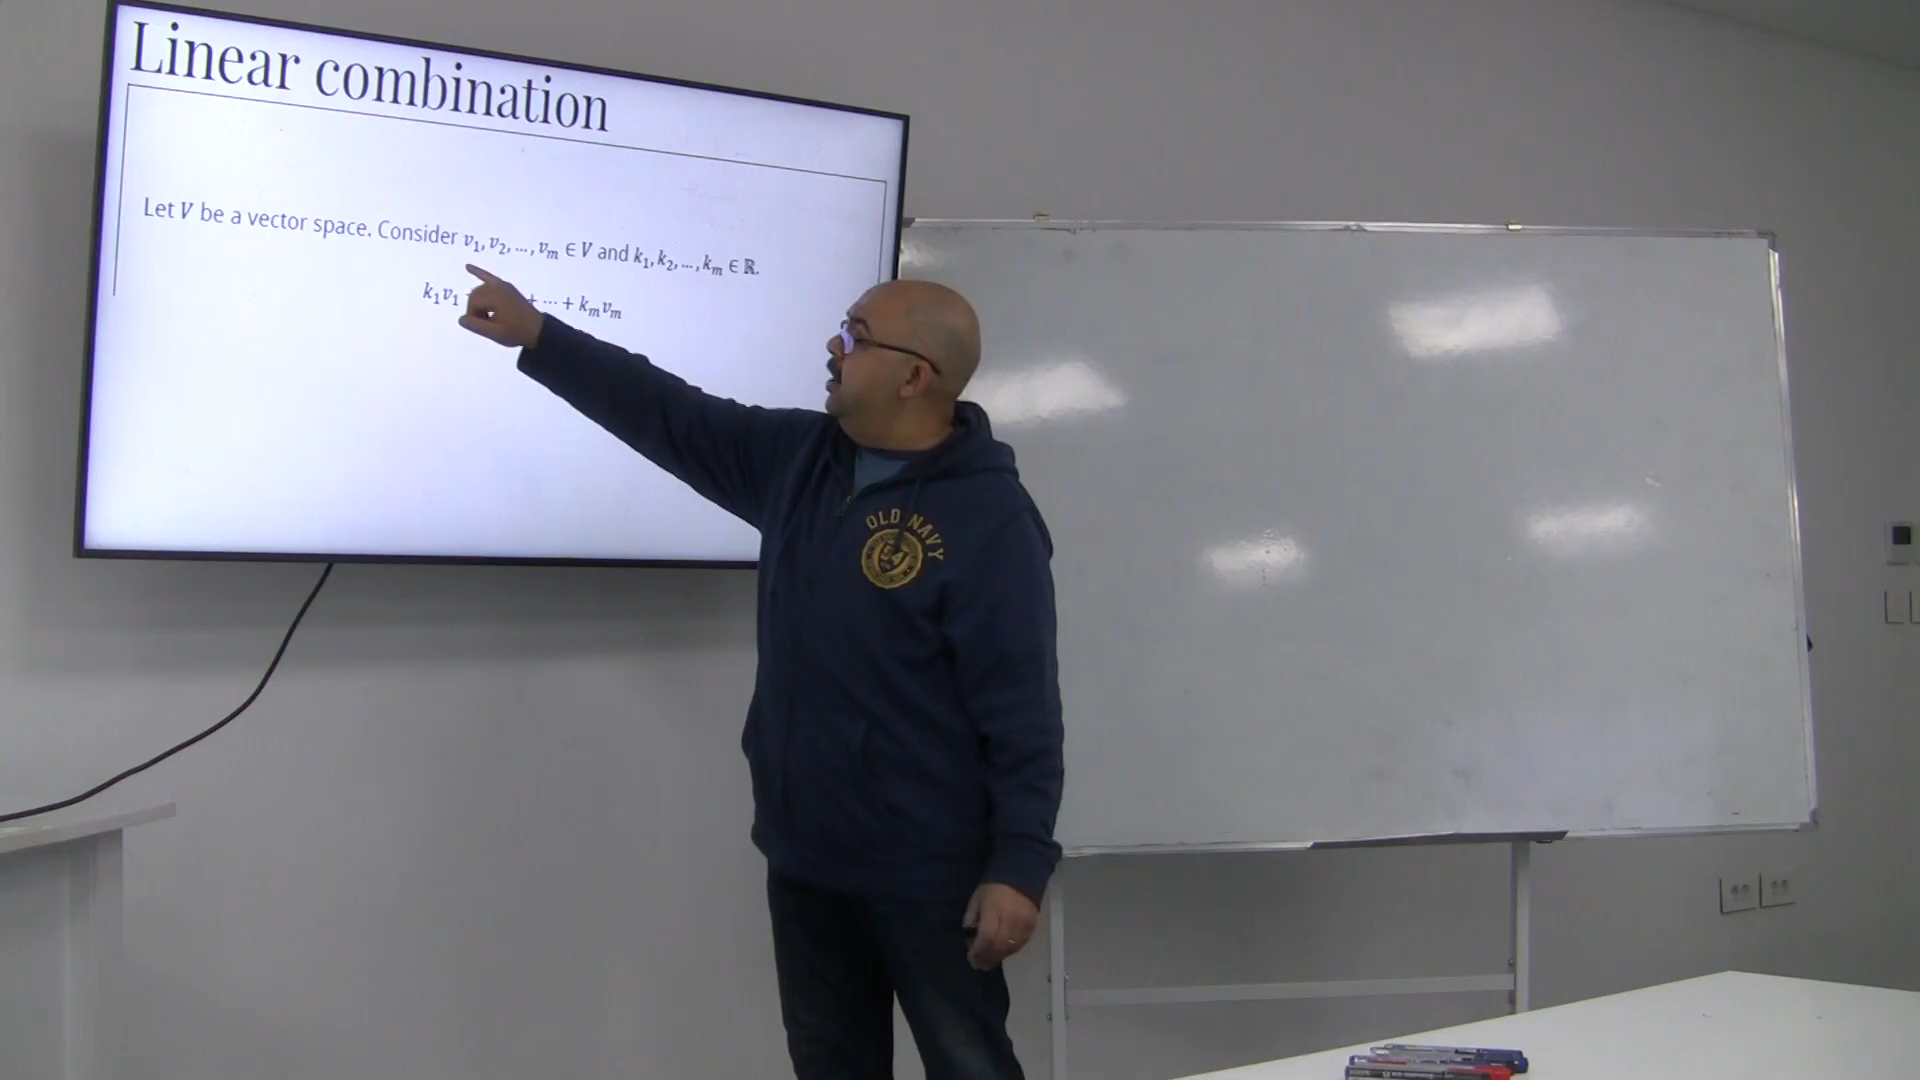 Linear combination
Let V be a vector space. Consider v₁, v₂, ..., vₘ ∈ V and k₁, k₂, ..., kₘ ∈ ℝ.
k₁v₁ + ⋯ + kₘvₘ
OLD NAVY